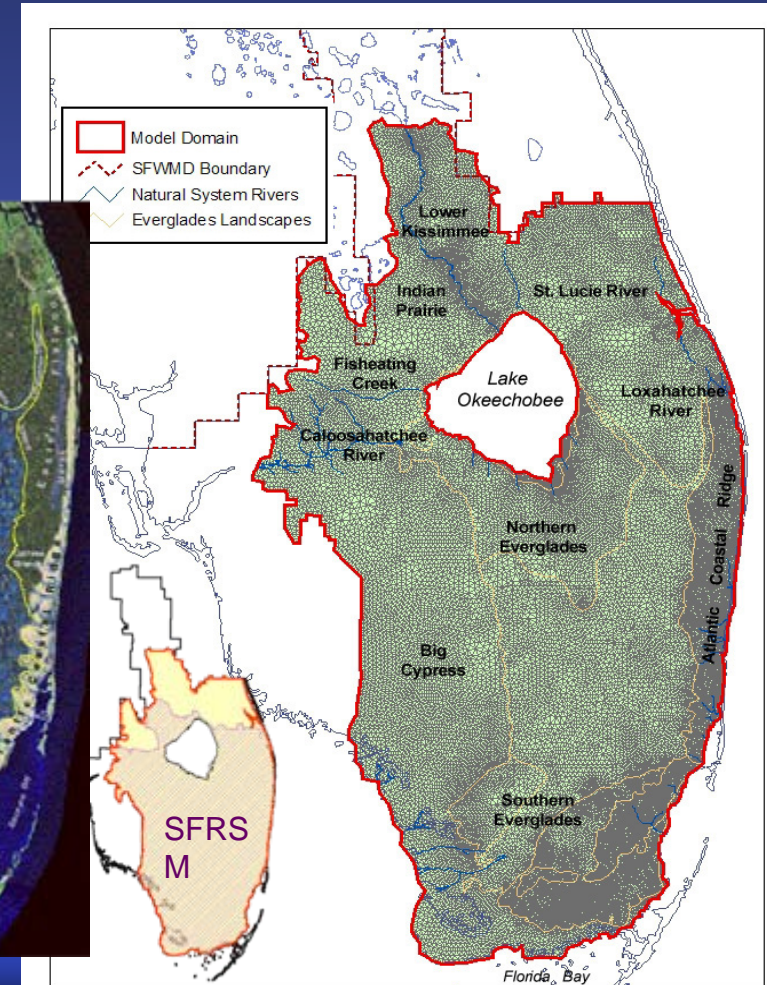 Model Domain
SFWMD Boundary
Natural System Rivers
Everglades Landscapes
Lower
Kissimmee
Indian
Prairie
St. Lucie River
Fisheating
Creek
Lake
Okeechobee
Loxahatchee
River
Caloosahatchee
River
Northern
Everglades
Atlantic Coastal Ridge
Big
Cypress
Southern
Everglades
SFRS
M
Florida Bay